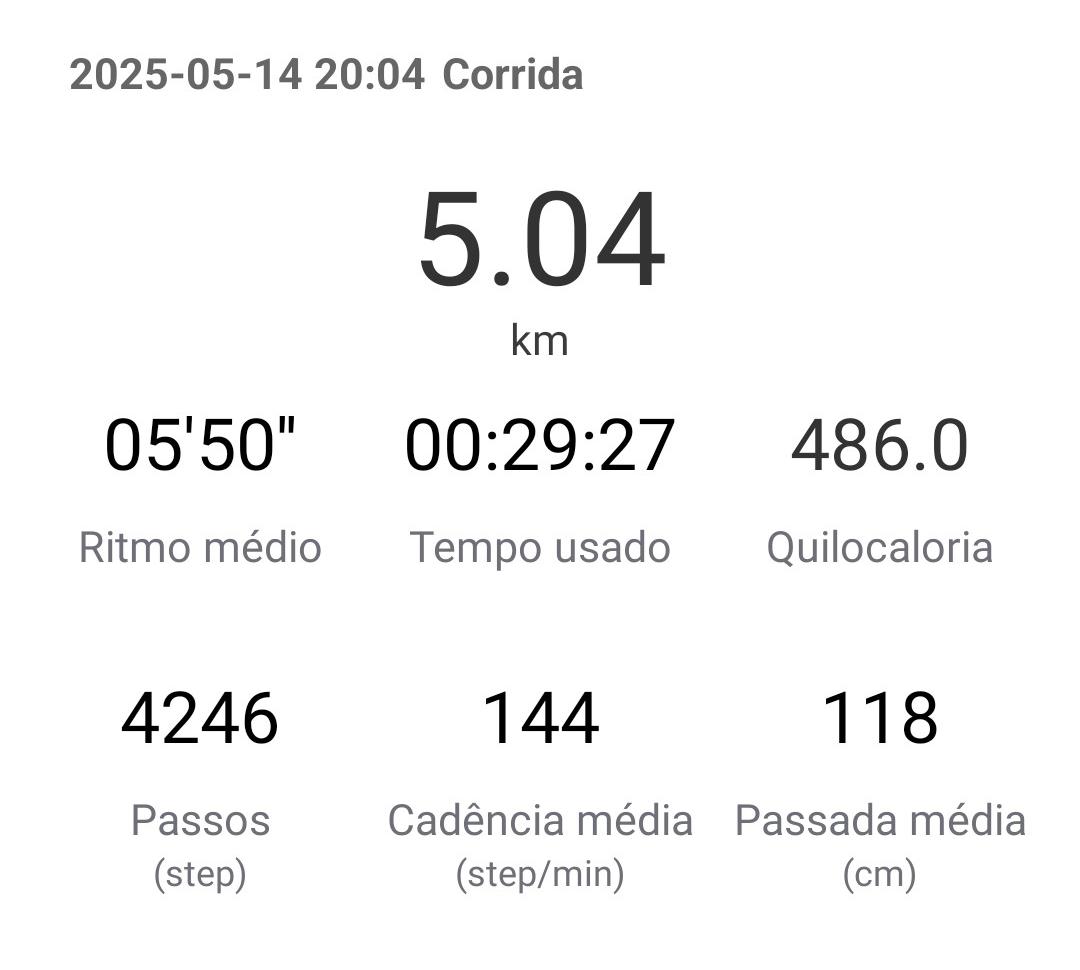 2025-05-14 20:04 Corrida
5.04
km
05'50" 00:29:27 486.0
Ritmo médio Tempo usado Quilocaloria
4246 144 118
Passos Cadência média Passada média
(step) (step/min) (cm)